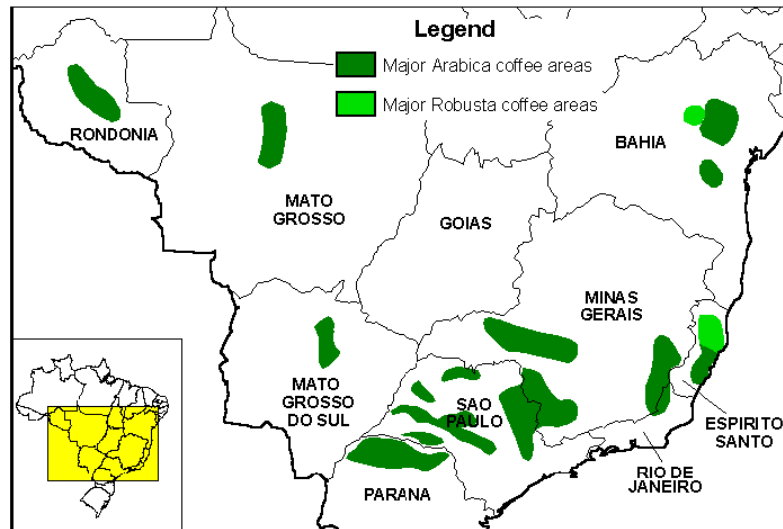 Legend
Major Arabica coffee areas
Major Robusta coffee areas
RONDONIA
BAHIA
MATO
GROSSO
GOIAS
MINAS
GERAIS
MATO
GROSSO
DO SUL
SAO
PAULO
ESPIRITO
SANTO
RIO DE
JANEIRO
PARANA